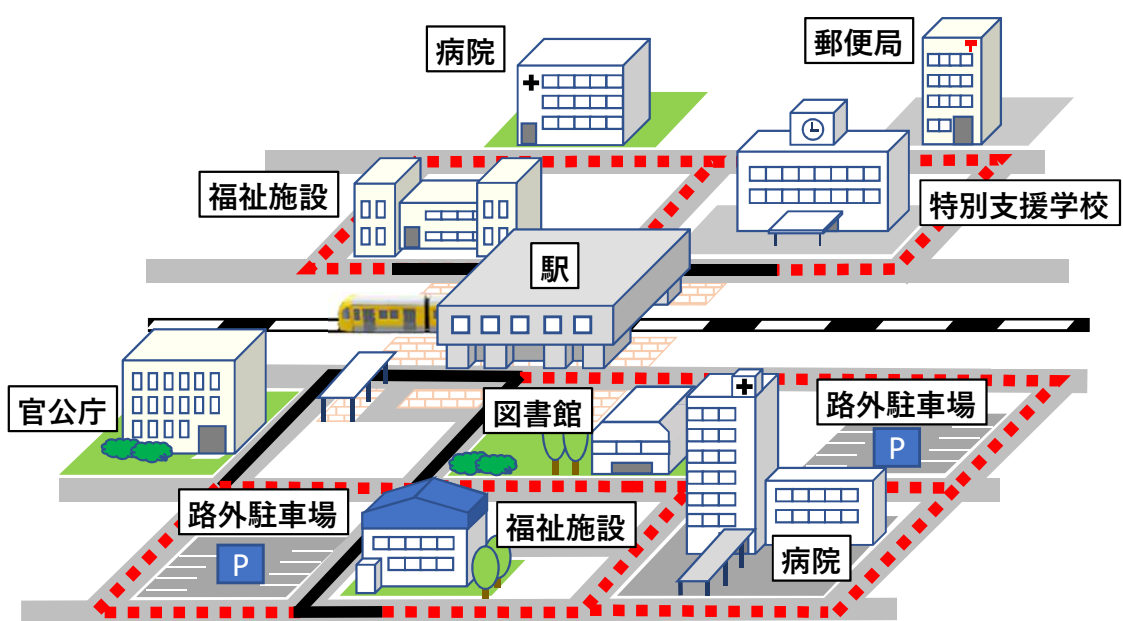 病院
郵便局
福祉施設
特別支援学校
駅
官公庁
図書館
路外駐車場
P
路外駐車場
P
福祉施設
病院